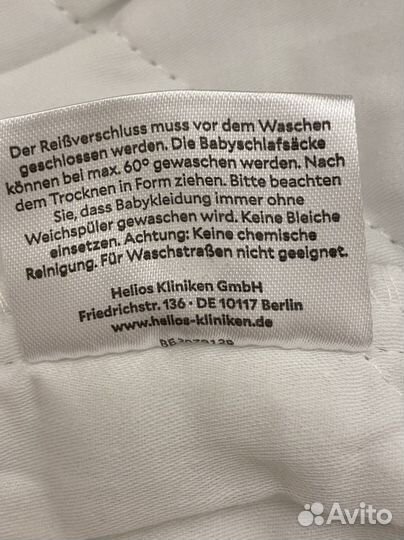 Der Reißverschluss muss vor dem Waschen
geschlossen werden. Die Babyschlafsäcke
können bei max. 60° gewaschen werden. Nach
dem Trocknen in Form ziehen. Bitte beachten
Sie, dass Babykleidung immer ohne
Weichspüler gewaschen wird. Keine Bleiche
einsetzen. Achtung: Keine chemische
Reinigung. Für Waschstraßen nicht geeignet.
Helios Kliniken GmbH
Friedrichstr. 136 · DE 10117 Berlin
www.helios-kliniken.de
Avito